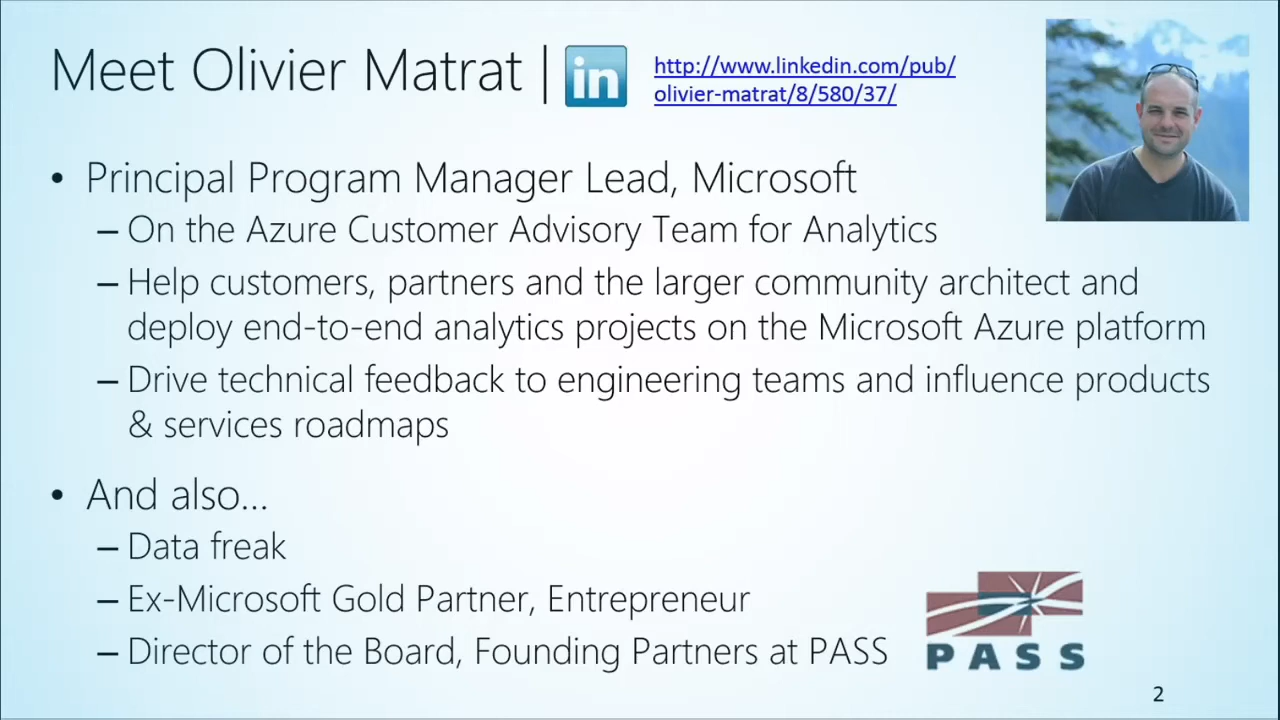 Meet Olivier Matrat | in
http://www.linkedin.com/pub/
olivier-matrat/8/580/37/
• Principal Program Manager Lead, Microsoft
– On the Azure Customer Advisory Team for Analytics
– Help customers, partners and the larger community architect and
deploy end-to-end analytics projects on the Microsoft Azure platform
– Drive technical feedback to engineering teams and influence products
& services roadmaps
• And also...
– Data freak
– Ex-Microsoft Gold Partner, Entrepreneur
– Director of the Board, Founding Partners at PASS
PASS
2